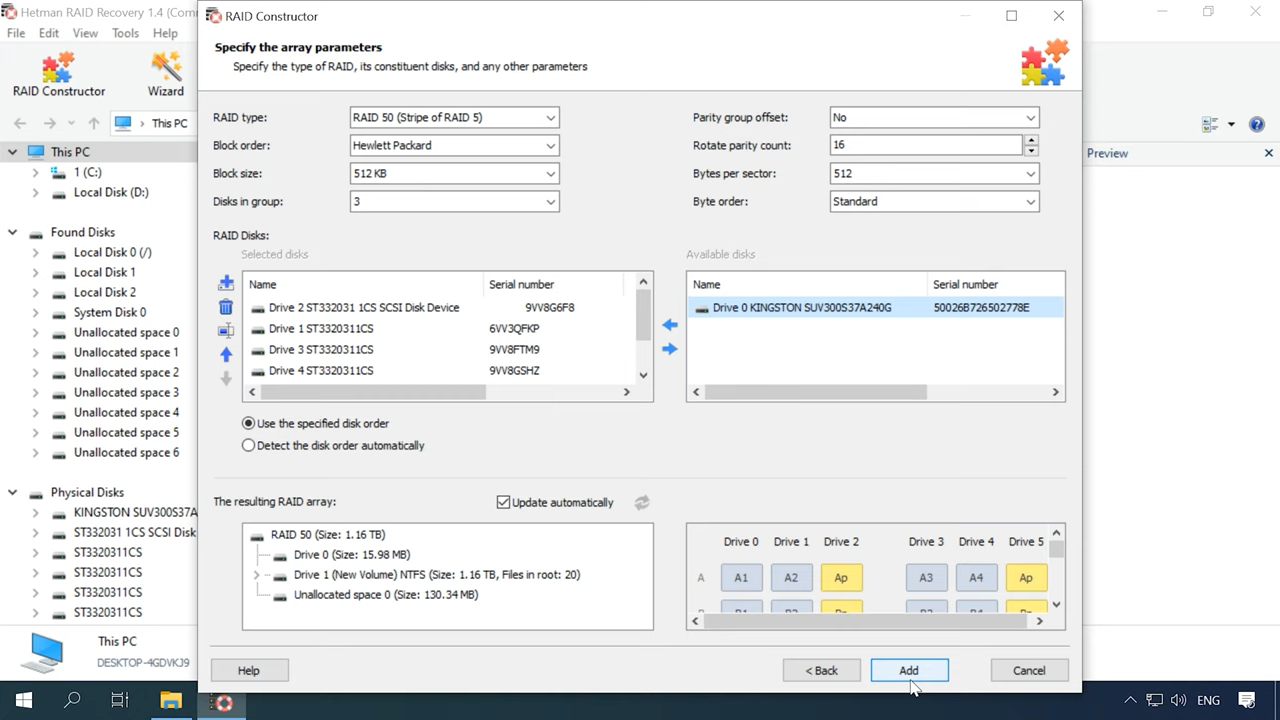 Hetman RAID Recovery 1.4 (Com
RAID Constructor
File Edit View Tools Help
Specify the array parameters
Specify the type of RAID, its constituent disks, and any other parameters
RAID Constructor
Wizard
This PC
RAID type: RAID 50 (Stripe of RAID 5)
Parity group offset: No
Block order: Hewlett Packard
Rotate parity count: 16
Block size: 512 KB
Bytes per sector: 512
Disks in group: 3
Byte order: Standard
Preview
This PC
1 (C:)
Local Disk (D:)
Found Disks
Local Disk 0 (/)
Local Disk 1
Local Disk 2
System Disk 0
Unallocated space 0
Unallocated space 1
Unallocated space 2
Unallocated space 3
Unallocated space 4
Unallocated space 5
Unallocated space 6
Physical Disks
KINGSTON SUV300S37A
ST332031 1CS SCSI Disk
ST3320311CS
ST3320311CS
ST3320311CS
ST3320311CS
RAID Disks:
Selected disks
Name Serial number
Drive 2 ST332031 1CS SCSI Disk Device 9VV8G6F8
Drive 1 ST3320311CS 6VV3QFKP
Drive 3 ST3320311CS 9VV8FTM9
Drive 4 ST3320311CS 9VV8GSHZ
Available disks
Name Serial number
Drive 0 KINGSTON SUV300S37A240G 50026B726502778E
Use the specified disk order
Detect the disk order automatically
The resulting RAID array:
Update automatically
RAID 50 (Size: 1.16 TB)
Drive 0 (Size: 15.98 MB)
Drive 1 (New Volume) NTFS (Size: 1.16 TB, Files in root: 20)
Unallocated space 0 (Size: 130.34 MB)
Drive 0 Drive 1 Drive 2 Drive 3 Drive 4 Drive 5
A A1 A2 Ap A3 A4 Ap
Help
< Back
Add
Cancel
This PC
DESKTOP-4GDVKJ9
ENG